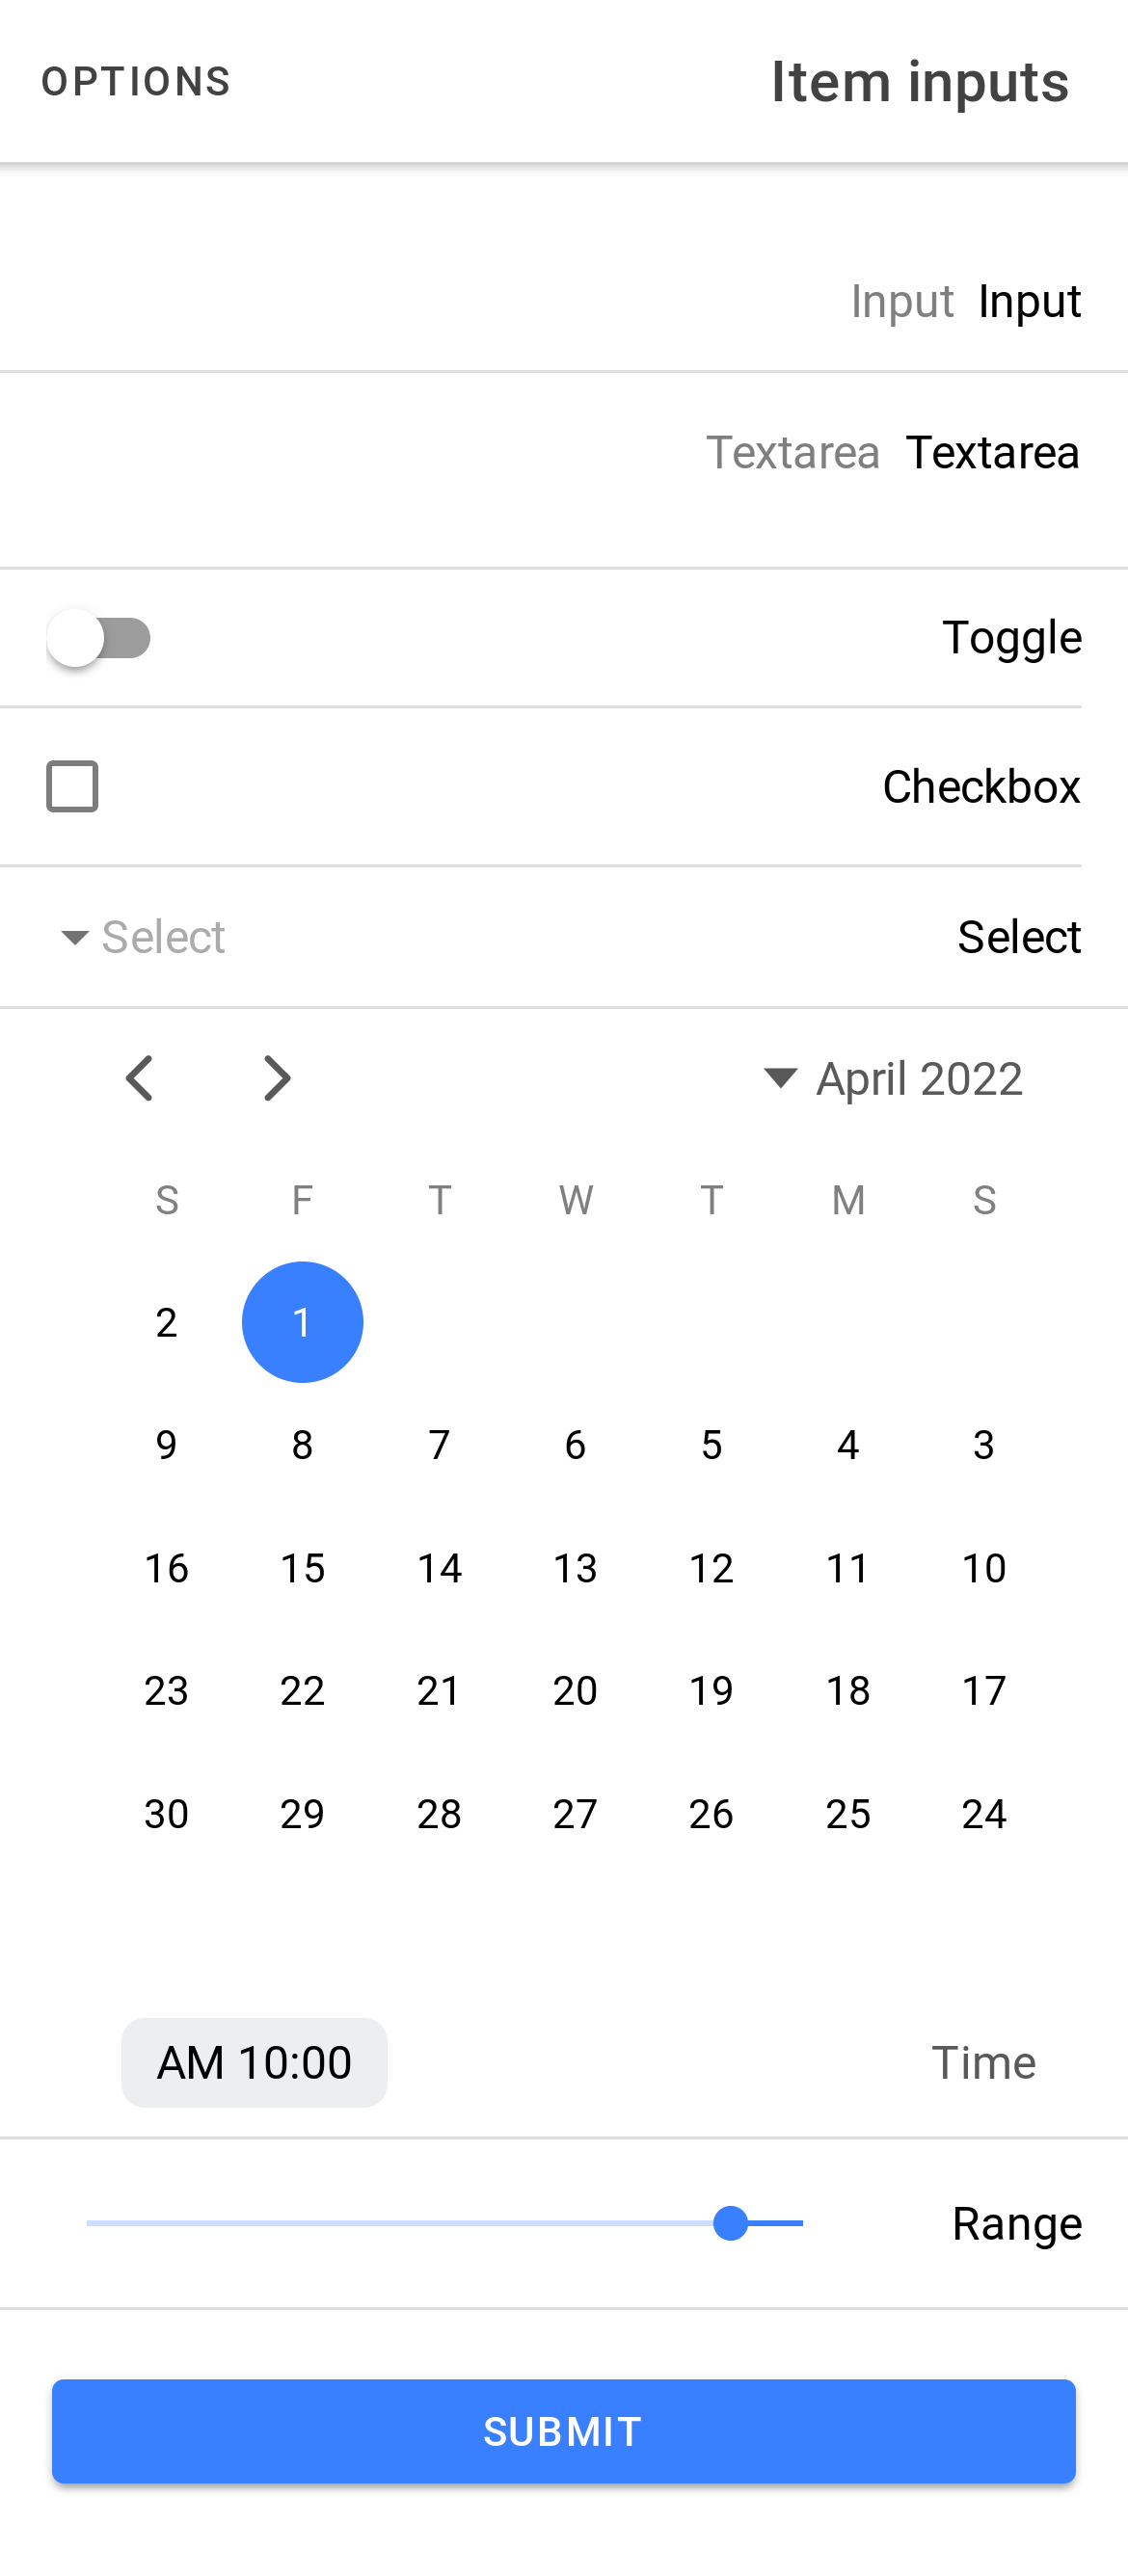 OPTIONS Item inputs
Input Input
Textarea Textarea
Toggle
Checkbox
Select Select
April 2022
S F T W T M S
2 1
9 8 7 6 5 4 3
16 15 14 13 12 11 10
23 22 21 20 19 18 17
30 29 28 27 26 25 24
AM 10:00 Time
Range
SUBMIT